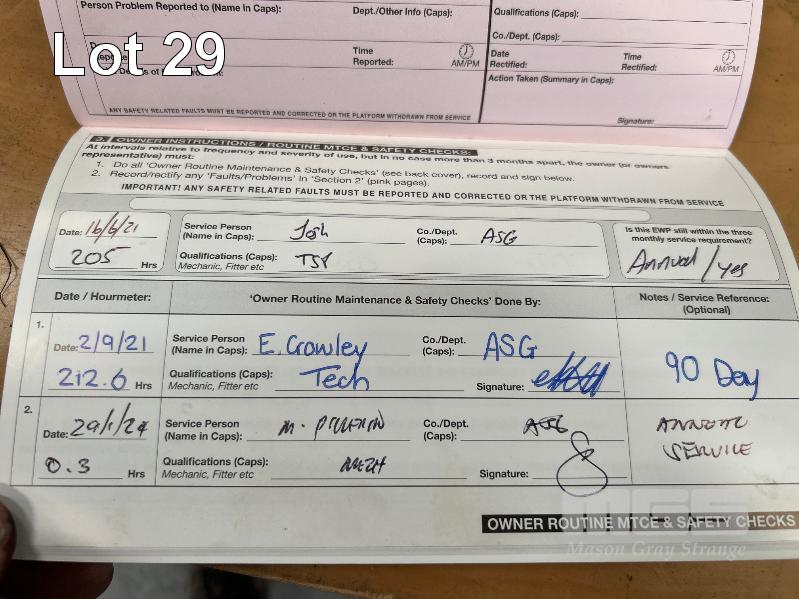 Person Problem Reported to (Name in Caps):
Dept./Other Info (Caps):
Qualifications (Caps):
Co./Dept. (Caps):
Lot 29
Time Reported:
AM/PM
Date Rectified:
Time Rectified:
AM/PM
Action Taken (Summary in Caps):
ANY SAFETY RELATED FAULTS MUST BE REPORTED AND CORRECTED OR THE PLATFORM WITHDRAWN FROM SERVICE
Signature:
3. OWNER INSTRUCTIONS / ROUTINE MTCE & SAFETY CHECKS:
At intervals relative to frequency and severity of use, but in no case more than 3 months apart, the owner (or owners
representative) must:
1. Do all 'Owner Routine Maintenance & Safety Checks' (see back cover), record and sign below.
2. Record/rectify any 'Faults/Problems' in 'Section 2' (pink pages).
IMPORTANT! ANY SAFETY RELATED FAULTS MUST BE REPORTED AND CORRECTED OR THE PLATFORM WITHDRAWN FROM SERVICE
Date: 16/6/21
205 Hrs
Service Person (Name in Caps): Josh
Co./Dept. (Caps): ASG
Qualifications (Caps):
Mechanic, Fitter etc
Is this EWP still within the three
monthly service requirement?
Annual / yes
Date / Hourmeter:
'Owner Routine Maintenance & Safety Checks' Done By:
Notes / Service Reference:
(Optional)
1.
Date: 2/9/21
212.6 Hrs
Service Person (Name in Caps): E. Crowley
Co./Dept. (Caps): ASG
Qualifications (Caps): Tech
Mechanic, Fitter etc
Signature:
90 Day
2.
Date: 29/1/24
0.3 Hrs
Service Person (Name in Caps): M.
Co./Dept. (Caps): ASG
Qualifications (Caps):
Mechanic, Fitter etc
Signature:
ANNUAL
SERVICE
OWNER ROUTINE MTCE & SAFETY CHECKS
MGS
Mason Gray Strange